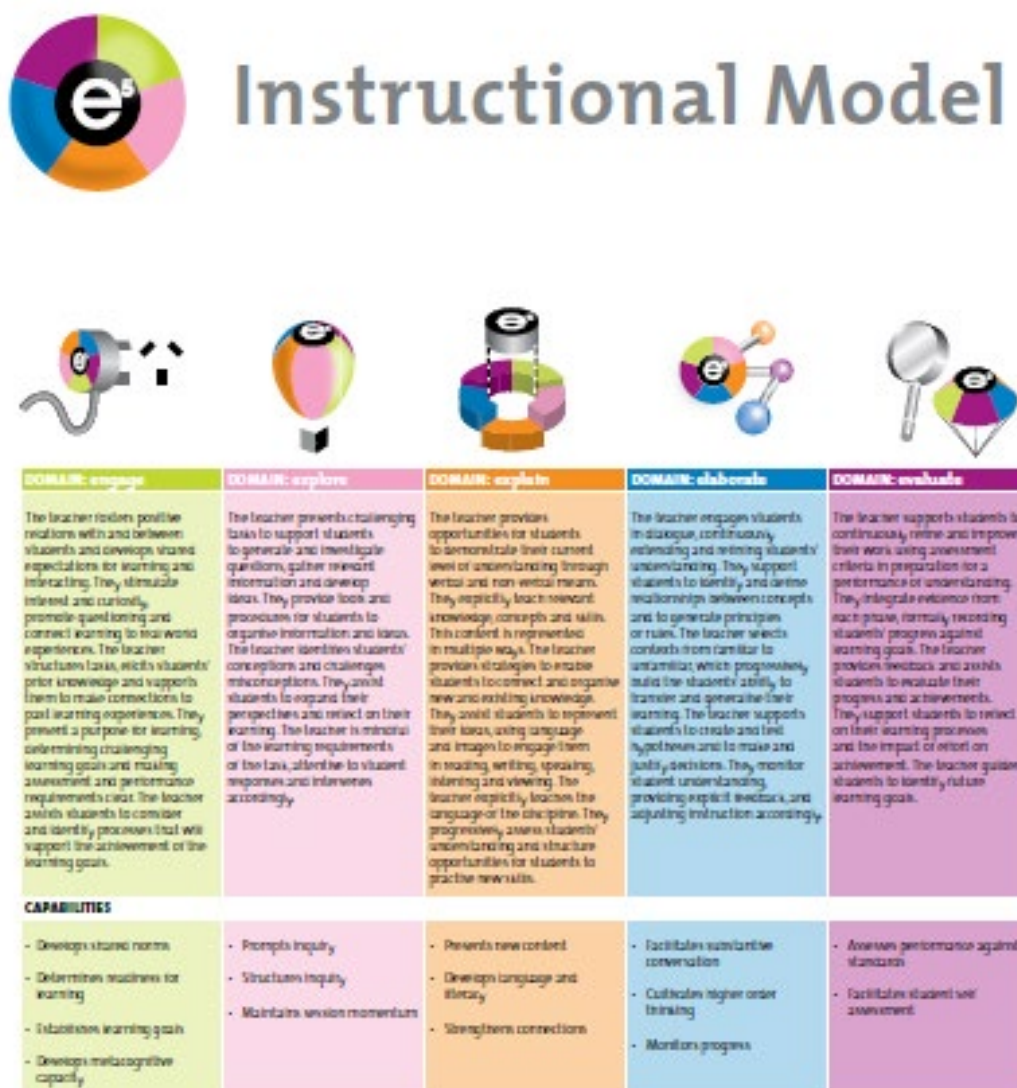 e5
Instructional Model
DOMAIN: engage
The teacher fosters positive
relations with and between
students and develops shared
expectations for learning and
interacting. They stimulate
interest and curiosity,
promote questioning and
connect learning to real world
experiences. The teacher
structures tasks, elicits students'
prior knowledge and supports
them to make connections to
past learning experiences. They
present a purpose for learning,
determining challenging
learning goals and making
assessment and performance
requirements clear. The teacher
assists students to consider
and identify processes that will
support the achievement of the
learning goals.
DOMAIN: explore
The teacher presents challenging
tasks to support students
to generate and investigate
questions, gather relevant
information and develop
ideas. They provide tools and
procedures for students to
organise information and ideas.
The teacher identifies students'
conceptions and challenges
misconceptions. They assist
students to expand their
perspectives and reflect on their
learning. The teacher is mindful
of the learning requirements
of the task, attentive to student
responses and intervenes
accordingly.
DOMAIN: explain
The teacher provides
opportunities for students
to demonstrate their current
level of understanding through
verbal and non-verbal means.
They explicitly teach relevant
knowledge, concepts and skills.
This content is represented
in multiple ways. The teacher
provides strategies to enable
students to connect and organise
new and existing knowledge.
They assist students to represent
their ideas, using language
and images to engage them
in reading, writing, speaking,
listening and viewing. The
teacher explicitly teaches the
language of the discipline. They
progressively assess students'
understanding and structure
opportunities for students to
practise new skills.
DOMAIN: elaborate
The teacher engages students
in dialogue, continuously
extending and refining students'
understanding. They support
students to identify and define
relationships between concepts
and to generate principles
or rules. The teacher selects
contexts from familiar to
unfamiliar, which progressively
build the students' ability to
transfer and generalise their
learning. The teacher supports
students to create and test
hypotheses and to make and
justify decisions. They monitor
student understanding,
providing explicit feedback, and
adjusting instruction accordingly.
DOMAIN: evaluate
The teacher supports students to
continuously refine and improve
their work using assessment
criteria in preparation for a
performance of understanding.
They integrate evidence from
each phase, formally recording
students' progress against
learning goals. The teacher
provides feedback and assists
students to evaluate their
progress and achievements.
They support students to reflect
on their learning processes
and the impact of effort on
achievement. The teacher guides
students to identify future
learning goals.
CAPABILITIES
• Develops shared norms
• Determines readiness for
learning
• Establishes learning goals
• Develops metacognitive
capacity
• Prompts inquiry
• Structures inquiry
• Maintains session momentum
• Presents new content
• Develops language and
literacy
• Strengthens connections
• Facilitates substantive
conversation
• Cultivates higher order
thinking
• Monitors progress
• Assesses performance against
standards
• Facilitates student self
assessment